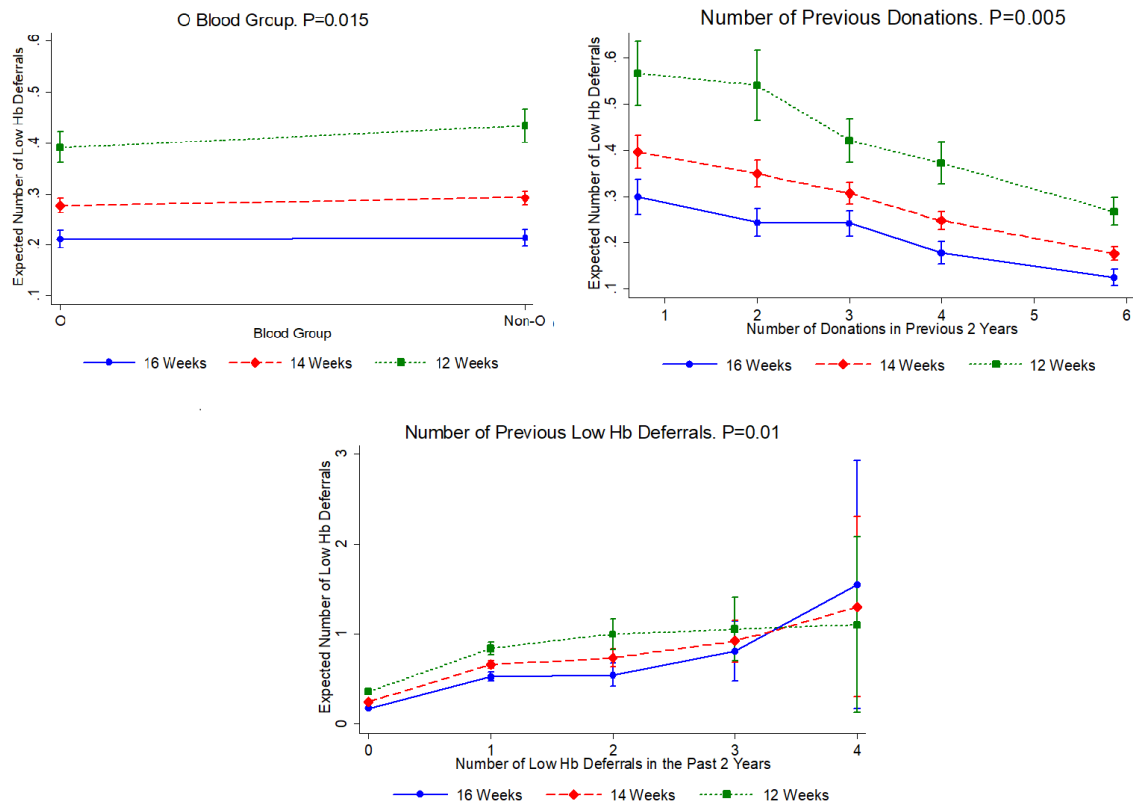 O Blood Group. P=0.015
Expected Number of Low Hb Deferrals
.6
.5
.4
.3
.2
.1
O
Non-O
Blood Group
16 Weeks 14 Weeks 12 Weeks
Number of Previous Donations. P=0.005
Expected Number of Low Hb Deferrals
.6
.5
.4
.3
.2
.1
1 2 3 4 5 6
Number of Donations in Previous 2 Years
16 Weeks 14 Weeks 12 Weeks
Number of Previous Low Hb Deferrals. P=0.01
Expected Number of Low Hb Deferrals
3
2
1
0
0 1 2 3 4
Number of Low Hb Deferrals in the Past 2 Years
16 Weeks 14 Weeks 12 Weeks